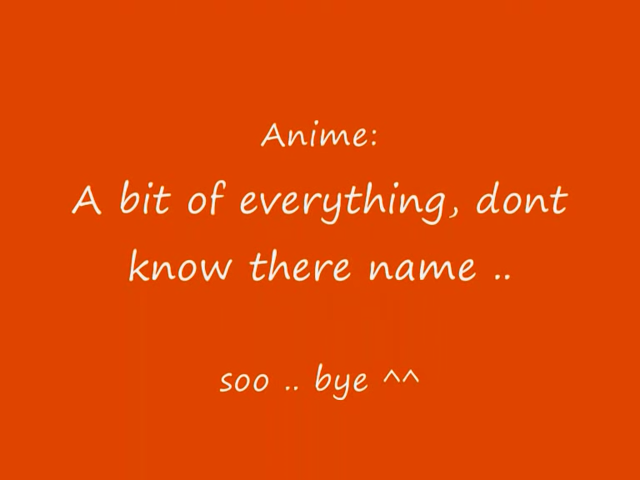 Anime:
A bit of everything, dont
know there name ..
soo .. bye ^^